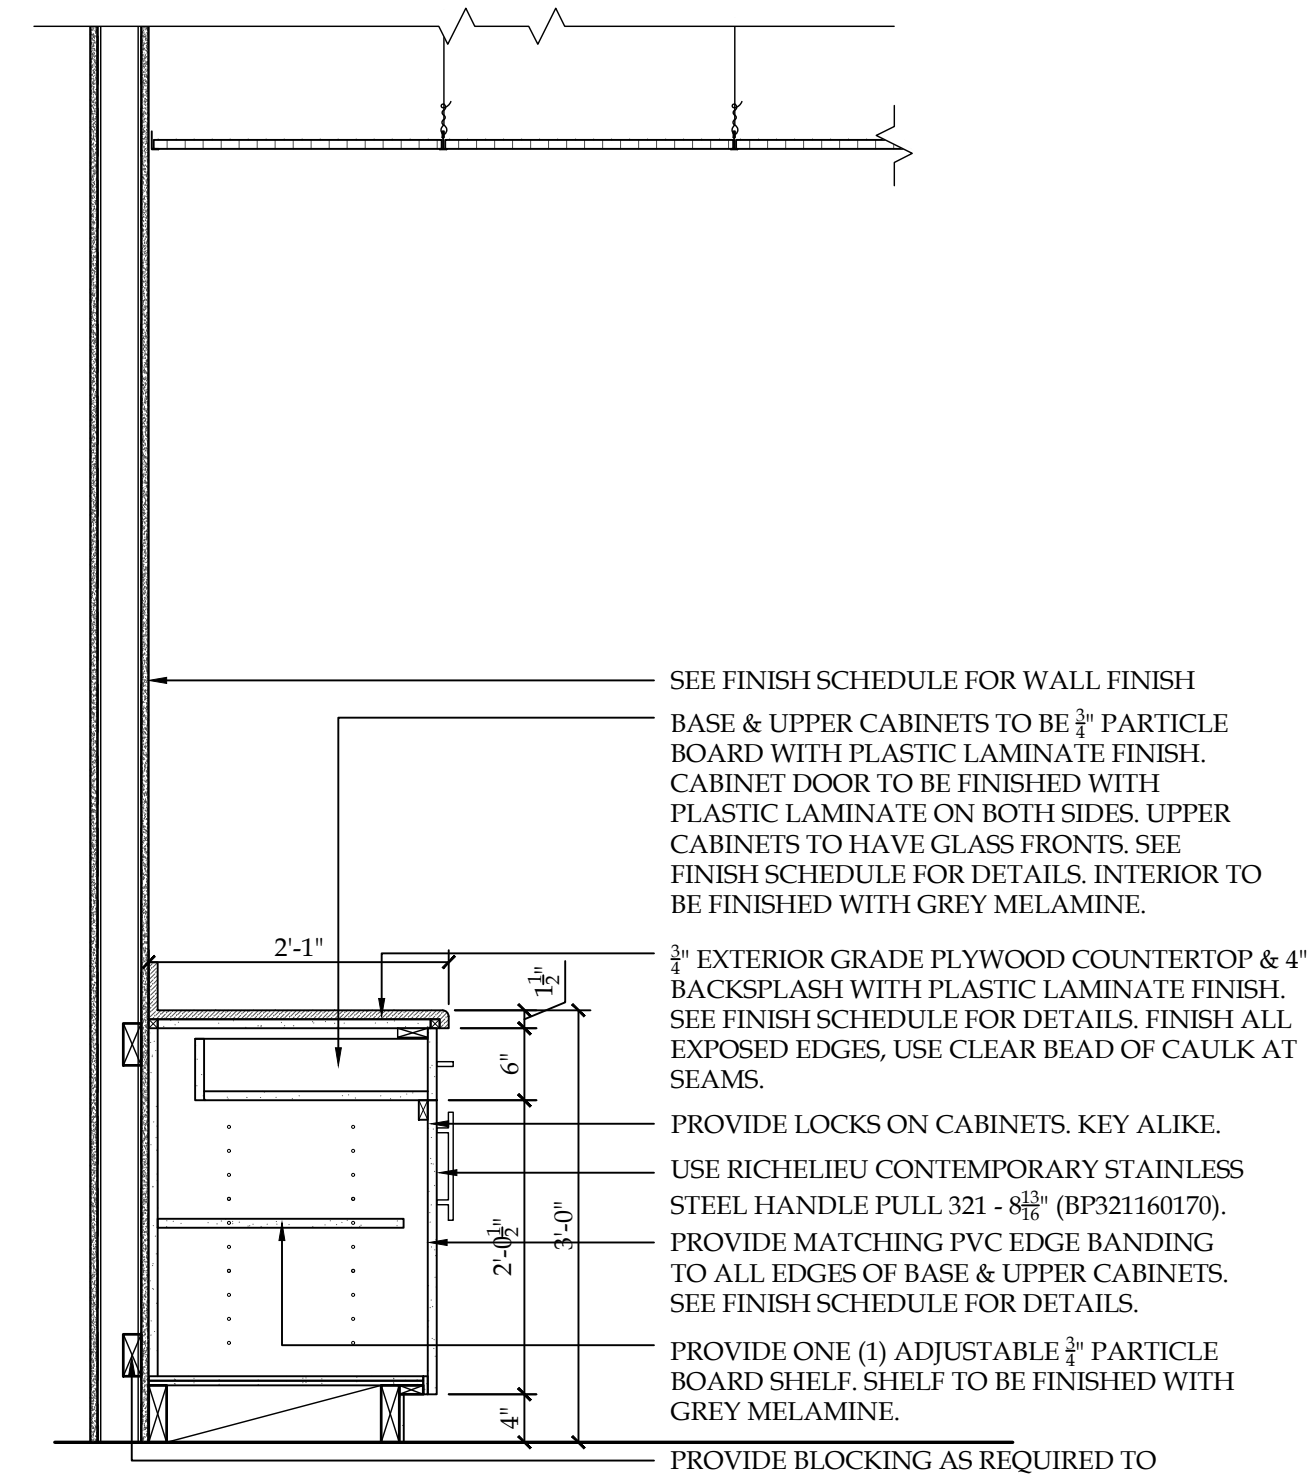 SEE FINISH SCHEDULE FOR WALL FINISH
BASE & UPPER CABINETS TO BE 3/4" PARTICLE
BOARD WITH PLASTIC LAMINATE FINISH.
CABINET DOOR TO BE FINISHED WITH
PLASTIC LAMINATE ON BOTH SIDES. UPPER
CABINETS TO HAVE GLASS FRONTS. SEE
FINISH SCHEDULE FOR DETAILS. INTERIOR TO
BE FINISHED WITH GREY MELAMINE.
2'-1"
3/4" EXTERIOR GRADE PLYWOOD COUNTERTOP & 4"
BACKSPLASH WITH PLASTIC LAMINATE FINISH.
SEE FINISH SCHEDULE FOR DETAILS. FINISH ALL
EXPOSED EDGES, USE CLEAR BEAD OF CAULK AT
SEAMS.
1 1/2"
6"
PROVIDE LOCKS ON CABINETS. KEY ALIKE.
USE RICHELIEU CONTEMPORARY STAINLESS
STEEL HANDLE PULL 321 - 8 13/16" (BP321160170).
2'-0 1/2"
3'-0"
PROVIDE MATCHING PVC EDGE BANDING
TO ALL EDGES OF BASE & UPPER CABINETS.
SEE FINISH SCHEDULE FOR DETAILS.
PROVIDE ONE (1) ADJUSTABLE 3/4" PARTICLE
BOARD SHELF. SHELF TO BE FINISHED WITH
GREY MELAMINE.
4"
PROVIDE BLOCKING AS REQUIRED TO